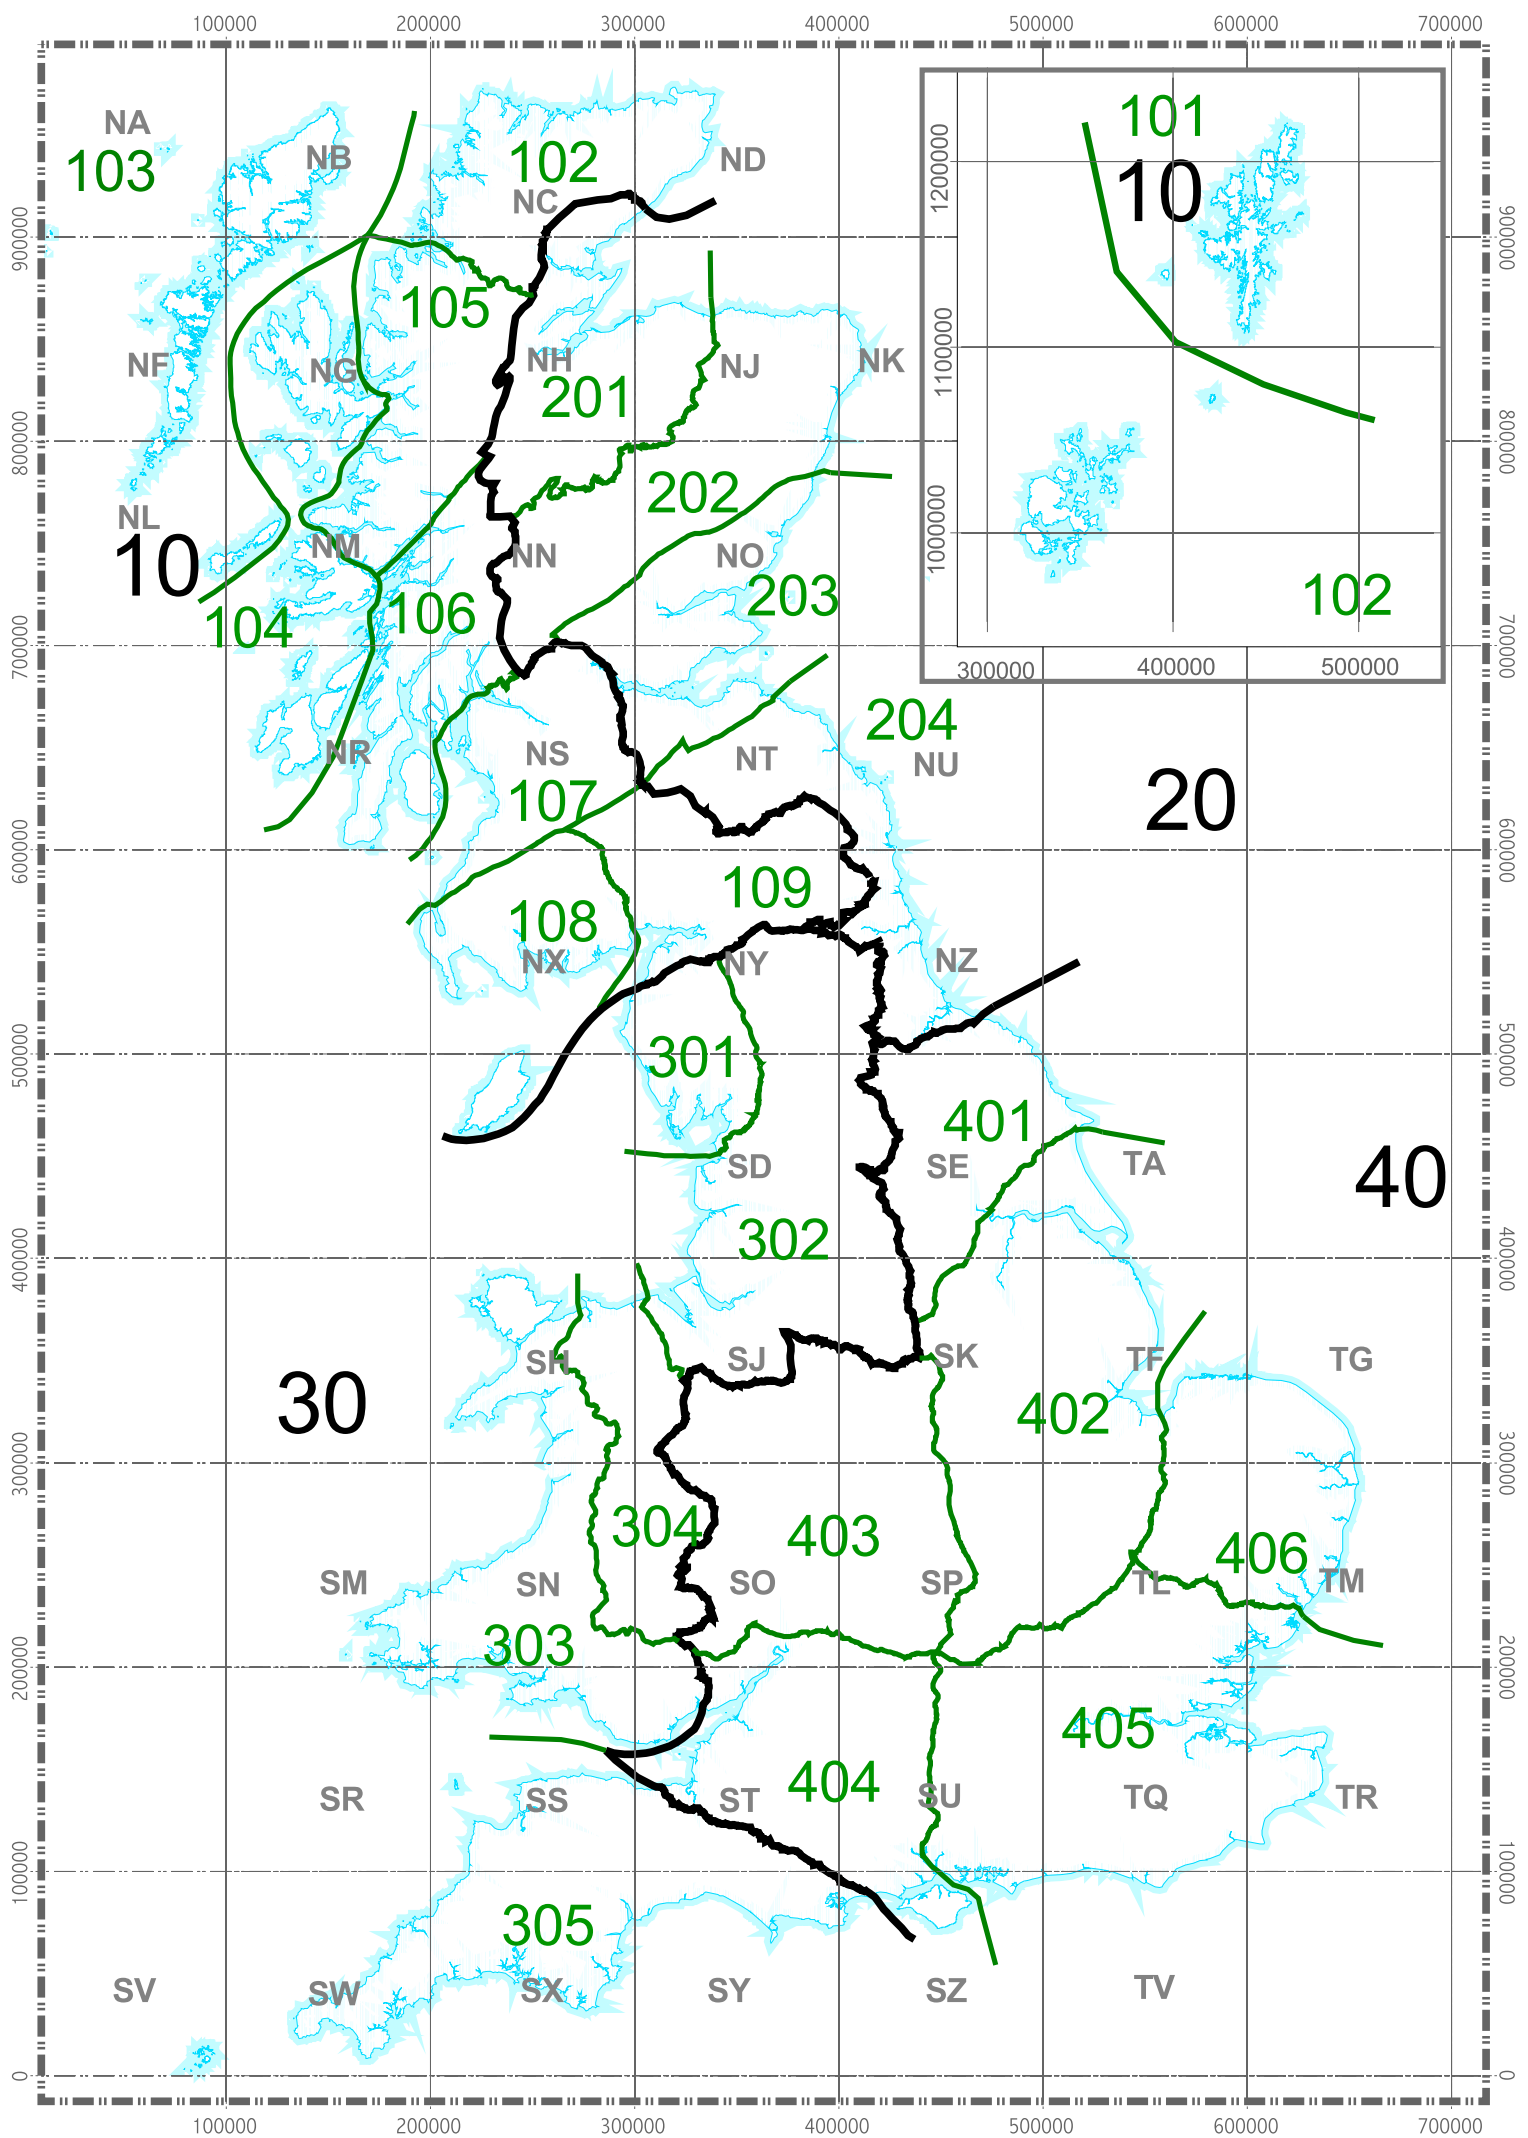 100000 200000 300000 400000 500000 600000 700000
NA
103
NB
102
ND
NC
101
10
1200000
1100000
1000000
300000 400000 500000
102
900000
900000
105
NF
NG
NH
NJ
NK
201
800000
800000
202
NL
10
NM
NN
NO
203
104
106
700000
700000
204
NR
NS
NT
NU
107
20
600000
600000
109
108
NX
NY
NZ
500000
500000
301
401
SD
SE
TA
40
302
400000
400000
SH
SJ
SK
TF
TG
30
402
300000
300000
304
403
406
SM
SN
SO
SP
TL
TM
303
200000
200000
405
404
SR
SS
ST
SU
TQ
TR
100000
100000
305
SV
SW
SX
SY
SZ
TV
0
0
100000 200000 300000 400000 500000 600000 700000